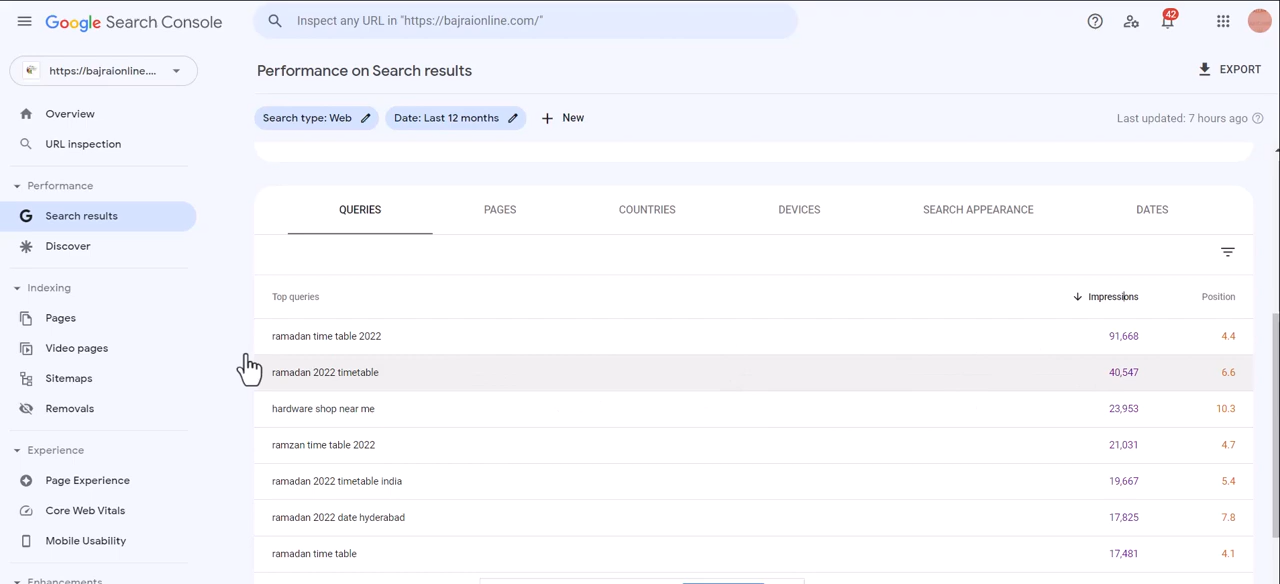 Google Search Console
Inspect any URL in "https://bajraionline.com/"
42
https://bajraionline....
Performance on Search results
EXPORT
Search type: Web
Date: Last 12 months
New
Last updated: 7 hours ago
Overview
URL inspection
Performance
Search results
Discover
Indexing
Pages
Video pages
Sitemaps
Removals
Experience
Page Experience
Core Web Vitals
Mobile Usability
Enhancements
QUERIES PAGES COUNTRIES DEVICES SEARCH APPEARANCE DATES
Top queries Impressions Position
ramadan time table 2022 91,668 4.4
ramadan 2022 timetable 40,547 6.6
hardware shop near me 23,953 10.3
ramzan time table 2022 21,031 4.7
ramadan 2022 timetable india 19,667 5.4
ramadan 2022 date hyderabad 17,825 7.8
ramadan time table 17,481 4.1